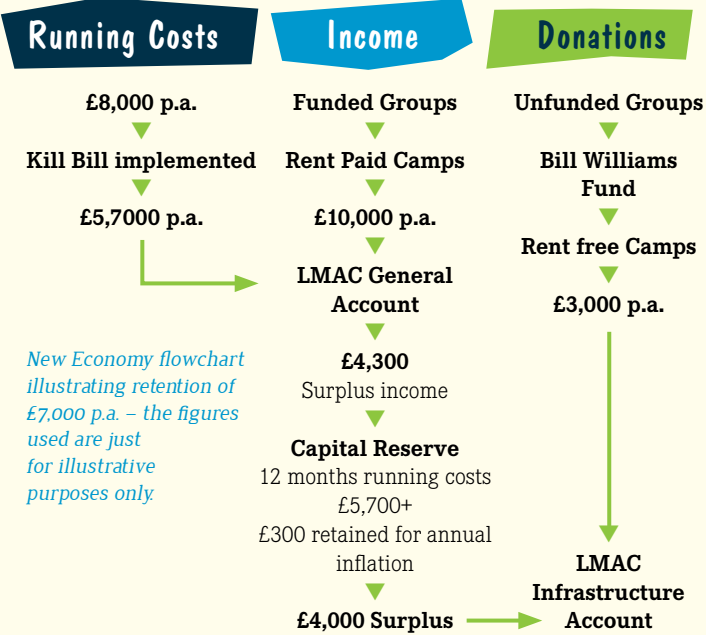 Running Costs
£8,000 p.a.
Kill Bill implemented
£5,7000 p.a.
New Economy flowchart
illustrating retention of
£7,000 p.a. – the figures
used are just
for illustrative
purposes only.
Income
Funded Groups
Rent Paid Camps
£10,000 p.a.
LMAC General
Account
£4,300
Surplus income
Capital Reserve
12 months running costs
£5,700+
£300 retained for annual
inflation
£4,000 Surplus
Donations
Unfunded Groups
Bill Williams
Fund
Rent free Camps
£3,000 p.a.
LMAC
Infrastructure
Account